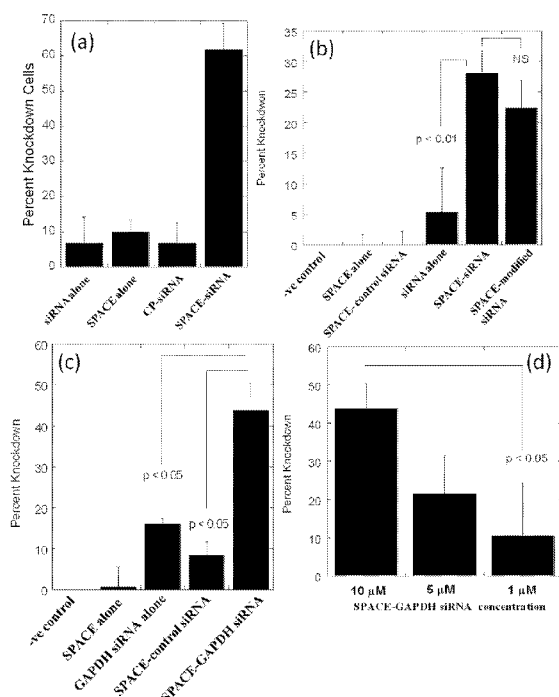 (a)
Percent Knockdown Cells
70
60
50
40
30
20
10
0
siRNA alone
SPACE alone
CP-siRNA
SPACE-siRNA
(b)
Percent Knockdwon
35
30
25
20
15
10
5
0
p < 0.01
NS
-ve control
SPACE alone
SPACE- control siRNA
siRNA alone
SPACE-siRNA
SPACE-modified
siRNA
(c)
Percent Knockdown
60
50
40
30
20
10
0
p < 0.05
p < 0.05
-ve control
SPACE alone
GAPDH siRNA alone
SPACE-control siRNA
SPACE-GAPDH siRNA
(d)
Percent Knockdown
60
50
40
30
20
10
0
p < 0.05
10 μM
5 μM
1 μM
SPACE-GAPDH siRNA concentration